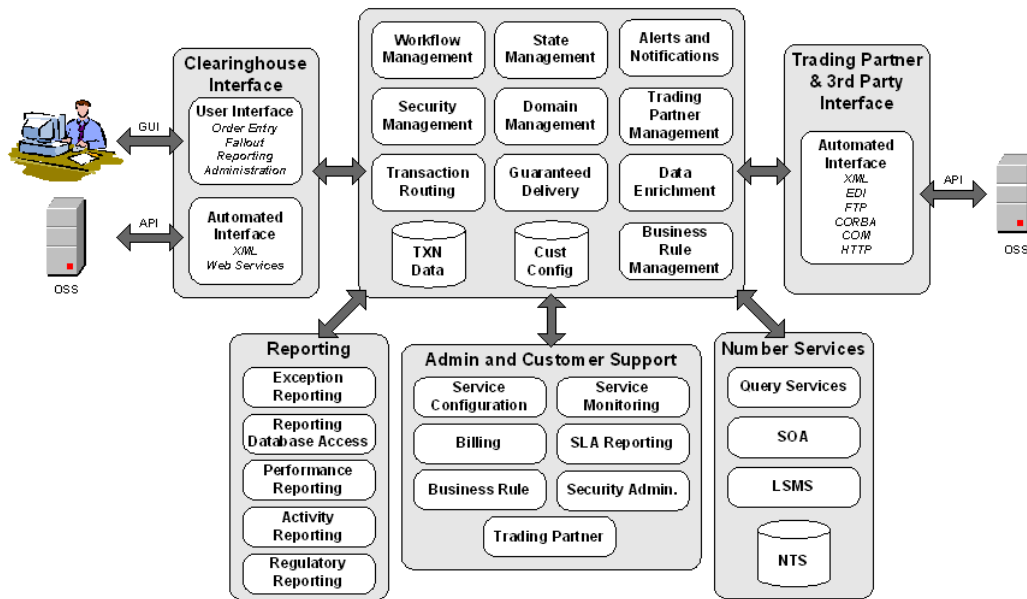 Clearinghouse
Interface
User Interface
Order Entry
Fallout
Reporting
Administration
Automated
Interface
XML
Web Services
GUI
API
OSS
Workflow
Management
State
Management
Alerts and
Notifications
Security
Management
Domain
Management
Trading
Partner
Management
Transaction
Routing
Guaranteed
Delivery
Data
Enrichment
TXN
Data
Cust
Config
Business
Rule
Management
Trading Partner
& 3rd Party
Interface
Automated
Interface
XML
EDI
FTP
CORBA
COM
HTTP
API
OSS
Reporting
Exception
Reporting
Reporting
Database Access
Performance
Reporting
Activity
Reporting
Regulatory
Reporting
Admin and Customer Support
Service
Configuration
Service
Monitoring
Billing
SLA Reporting
Business Rule
Security Admin.
Trading Partner
Number Services
Query Services
SOA
LSMS
NTS